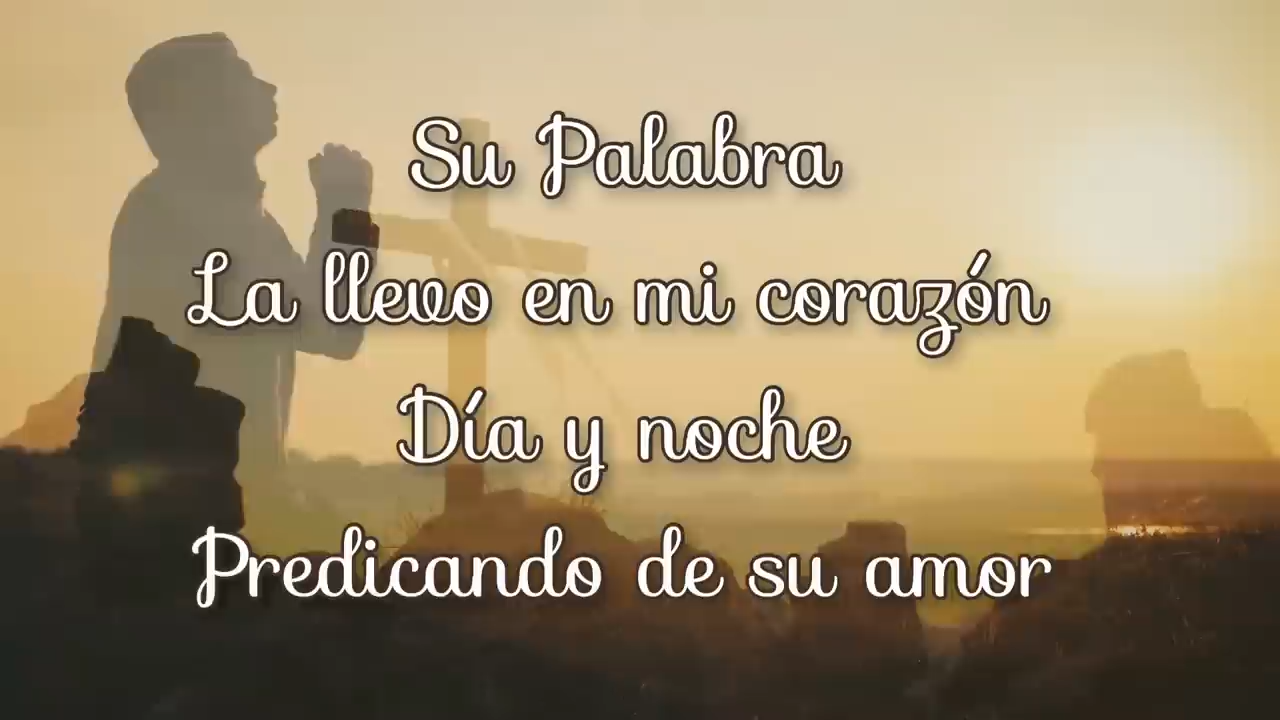 Su Palabra
La llevo en mi corazón
Día y noche
Predicando de su amor